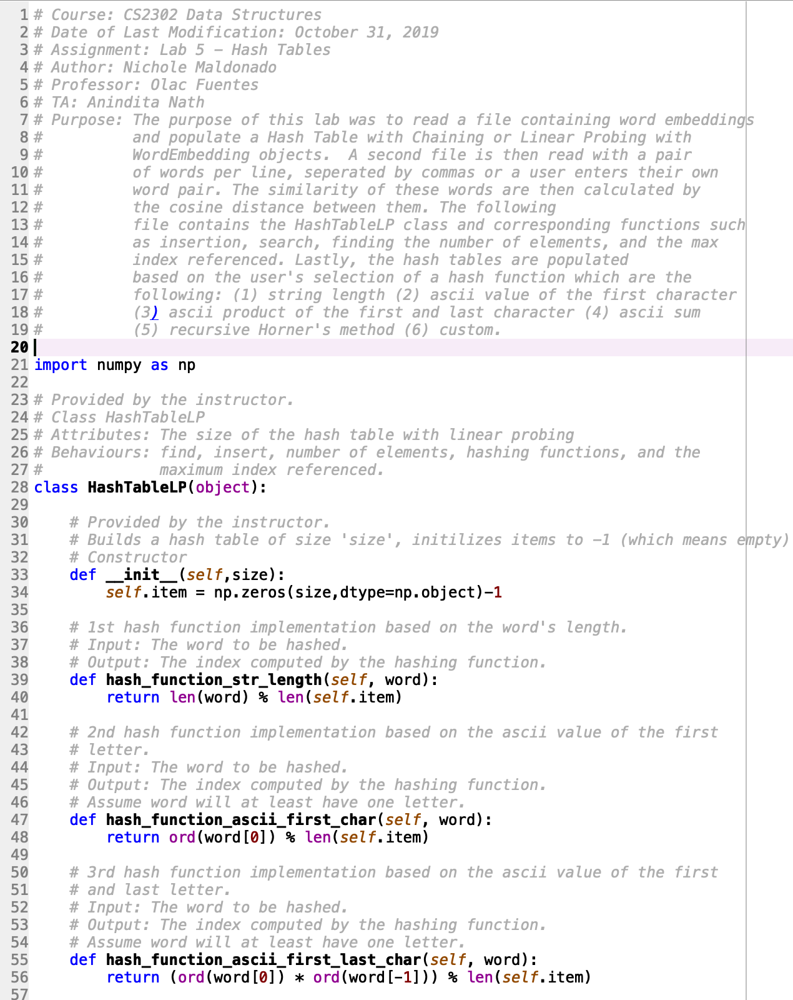 1 # Course: CS2302 Data Structures
2 # Date of Last Modification: October 31, 2019
3 # Assignment: Lab 5 – Hash Tables
4 # Author: Nichole Maldonado
5 # Professor: Olac Fuentes
6 # TA: Anindita Nath
7 # Purpose: The purpose of this lab was to read a file containing word embeddings
8 #          and populate a Hash Table with Chaining or Linear Probing with
9 #          WordEmbedding objects.  A second file is then read with a pair
10 #          of words per line, seperated by commas or a user enters their own
11 #          word pair. The similarity of these words are then calculated by
12 #          the cosine distance between them. The following
13 #          file contains the HashTableLP class and corresponding functions such
14 #          as insertion, search, finding the number of elements, and the max
15 #          index referenced. Lastly, the hash tables are populated
16 #          based on the user's selection of a hash function which are the
17 #          following: (1) string length (2) ascii value of the first character
18 #          (3) ascii product of the first and last character (4) ascii sum
19 #          (5) recursive Horner's method (6) custom.
20
21 import numpy as np
22
23 # Provided by the instructor.
24 # Class HashTableLP
25 # Attributes: The size of the hash table with linear probing
26 # Behaviours: find, insert, number of elements, hashing functions, and the
27 #             maximum index referenced.
28 class HashTableLP(object):
29
30     # Provided by the instructor.
31     # Builds a hash table of size 'size', initilizes items to -1 (which means empty)
32     # Constructor
33     def __init__(self,size):
34         self.item = np.zeros(size,dtype=np.object)-1
35
36     # 1st hash function implementation based on the word's length.
37     # Input: The word to be hashed.
38     # Output: The index computed by the hashing function.
39     def hash_function_str_length(self, word):
40         return len(word) % len(self.item)
41
42     # 2nd hash function implementation based on the ascii value of the first
43     # letter.
44     # Input: The word to be hashed.
45     # Output: The index computed by the hashing function.
46     # Assume word will at least have one letter.
47     def hash_function_ascii_first_char(self, word):
48         return ord(word[0]) % len(self.item)
49
50     # 3rd hash function implementation based on the ascii value of the first
51     # and last letter.
52     # Input: The word to be hashed.
53     # Output: The index computed by the hashing function.
54     # Assume word will at least have one letter.
55     def hash_function_ascii_first_last_char(self, word):
56         return (ord(word[0]) * ord(word[-1])) % len(self.item)
57